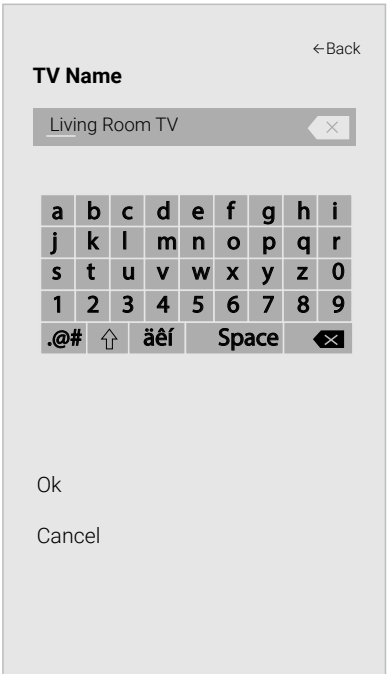 ←Back
TV Name
Living Room TV
a b c d e f g h i
j k l m n o p q r
s t u v w x y z 0
1 2 3 4 5 6 7 8 9
.@# äêí Space
Ok
Cancel